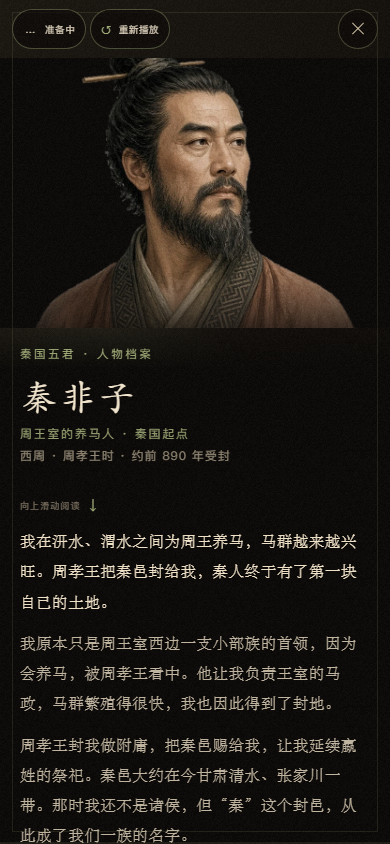 … 准备中
↺ 重新播放
秦国五君 · 人物档案
秦非子
周王室的养马人 · 秦国起点
西周 · 周孝王时 · 约前 890 年受封
向上滑动阅读 ↓
我在汧水、渭水之间为周王养马，马群越来越兴
旺。周孝王把秦邑封给我，秦人终于有了第一块
自己的土地。
我原本只是周王室西边一支小部族的首领，因为
会养马，被周孝王看中。他让我负责王室的马
政，马群繁殖得很快，我也因此得到了封地。
周孝王封我做附庸，把秦邑赐给我，让我延续嬴
姓的祭祀。秦邑大约在今甘肃清水、张家川一
带。那时我还不是诸侯，但“秦”这个封邑，从
此成了我们一族的名字。